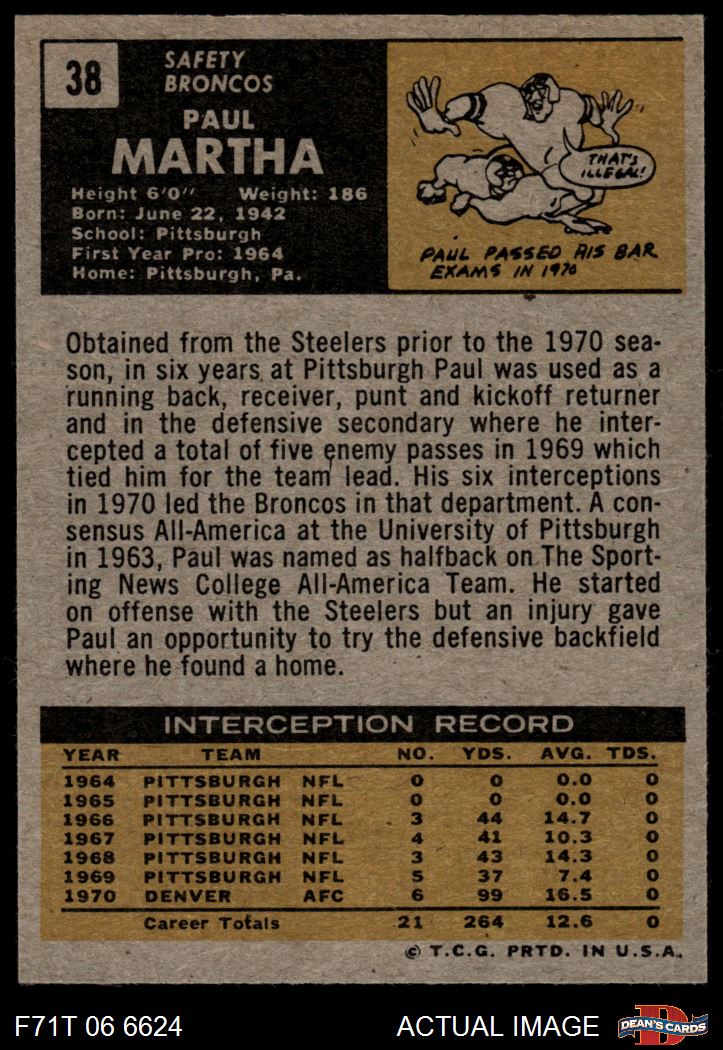 38
SAFETY
BRONCOS
PAUL
MARTHA
Height 6'0" Weight: 186
Born: June 22, 1942
School: Pittsburgh
First Year Pro: 1964
Home: Pittsburgh, Pa.
THAT'S
ILLEGAL!
PAUL PASSED HIS BAR
EXAMS IN 1970
Obtained from the Steelers prior to the 1970 sea-
son, in six years at Pittsburgh Paul was used as a
running back, receiver, punt and kickoff returner
and in the defensive secondary where he inter-
cepted a total of five enemy passes in 1969 which
tied him for the team lead. His six interceptions
in 1970 led the Broncos in that department. A con-
sensus All-America at the University of Pittsburgh
in 1963, Paul was named as halfback on The Sport-
ing News College All-America Team. He started
on offense with the Steelers but an injury gave
Paul an opportunity to try the defensive backfield
where he found a home.
INTERCEPTION RECORD
YEAR TEAM NO. YDS. AVG. TDS.
1964 PITTSBURGH NFL 0 0 0.0 0
1965 PITTSBURGH NFL 0 0 0.0 0
1966 PITTSBURGH NFL 3 44 14.7 0
1967 PITTSBURGH NFL 4 41 10.3 0
1968 PITTSBURGH NFL 3 43 14.3 0
1969 PITTSBURGH NFL 5 37 7.4 0
1970 DENVER AFC 6 99 16.5 0
Career Totals 21 264 12.6 0
© T.C.G. PRTD. IN U.S.A.
F71T 06 6624 ACTUAL IMAGE D DEAN'S CARDS